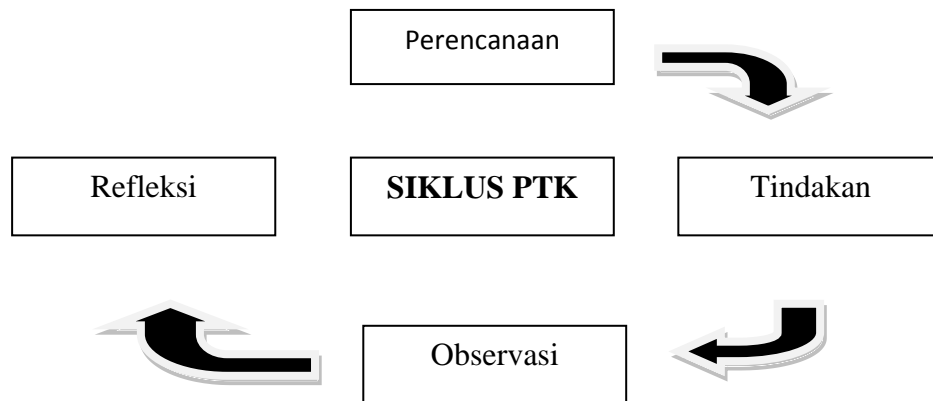 Perencanaan
Refleksi
SIKLUS PTK
Tindakan
Observasi